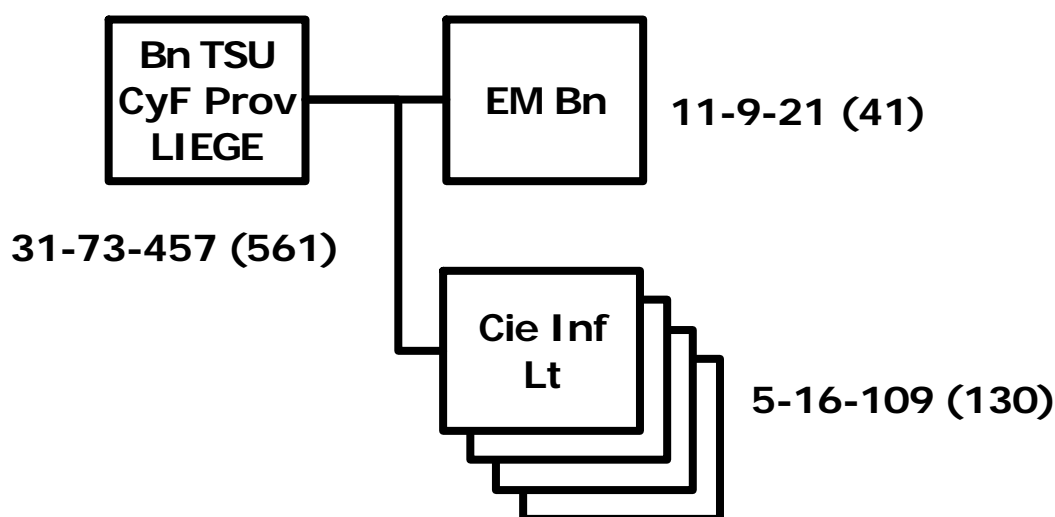 Bn TSU
CyF Prov
LIEGE
EM Bn
11-9-21 (41)
31-73-457 (561)
Cie Inf
Lt
5-16-109 (130)